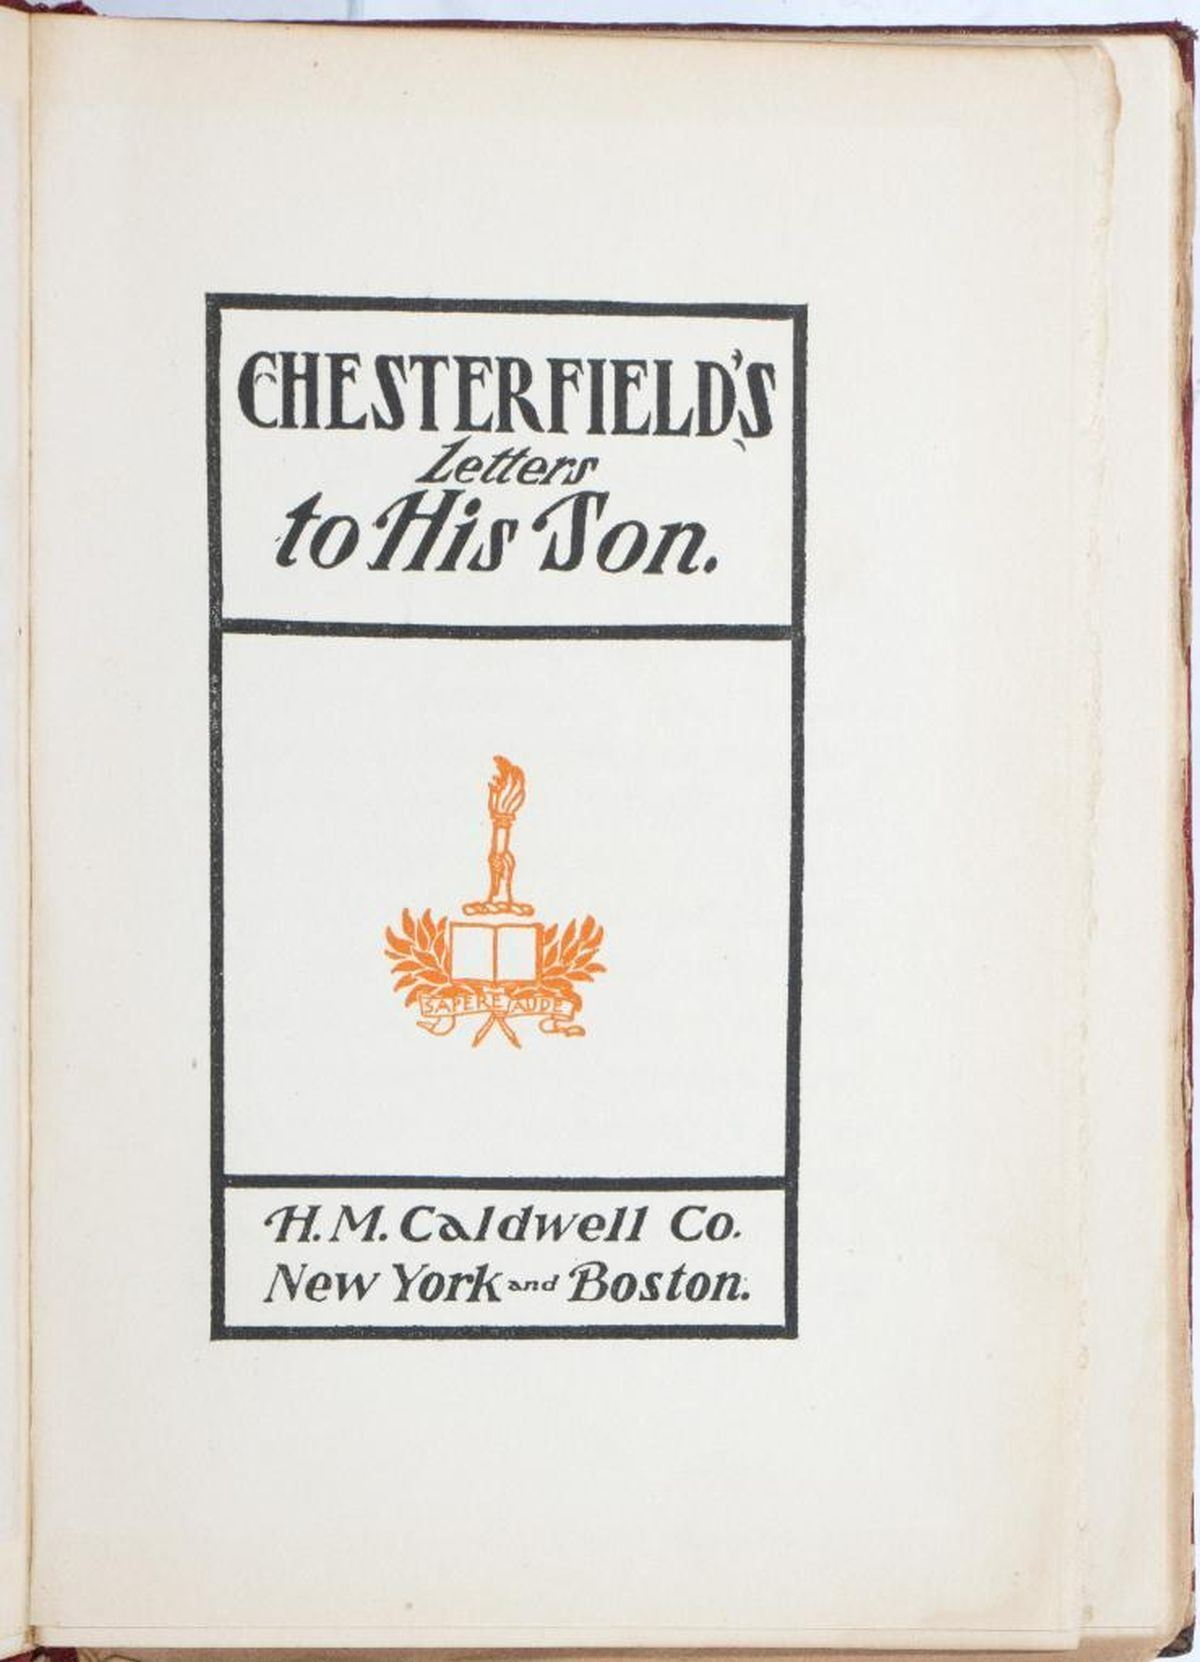 CHESTERFIELD'S
Letters
to His Son.
SAPERE AUDE
H. M. Caldwell Co.
New York and Boston.